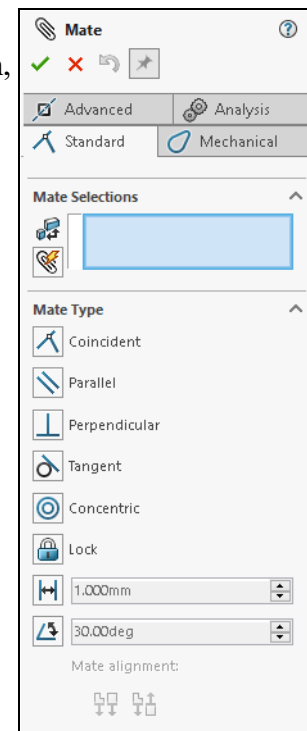 Mate
Advanced
Analysis
Standard
Mechanical
Mate Selections
Mate Type
Coincident
Parallel
Perpendicular
Tangent
Concentric
Lock
1.000mm
30.00deg
Mate alignment: